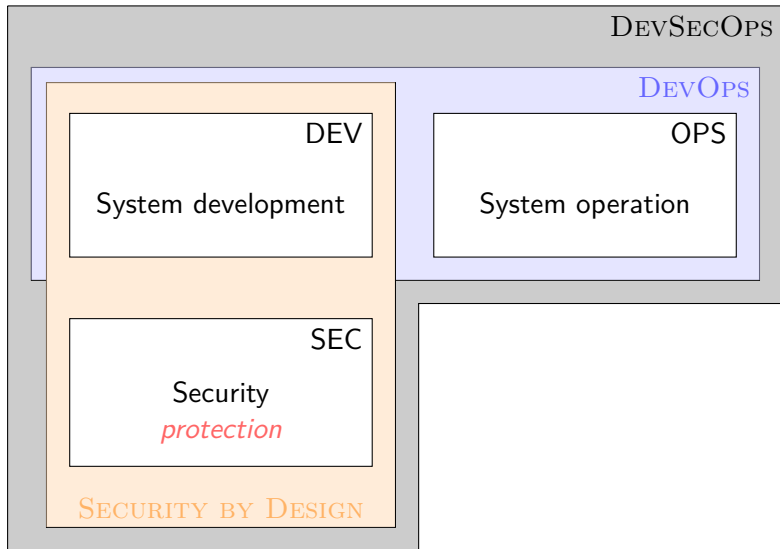 DevSecOps
DevOps
DEV
System development
OPS
System operation
SEC
Security
protection
Security by Design